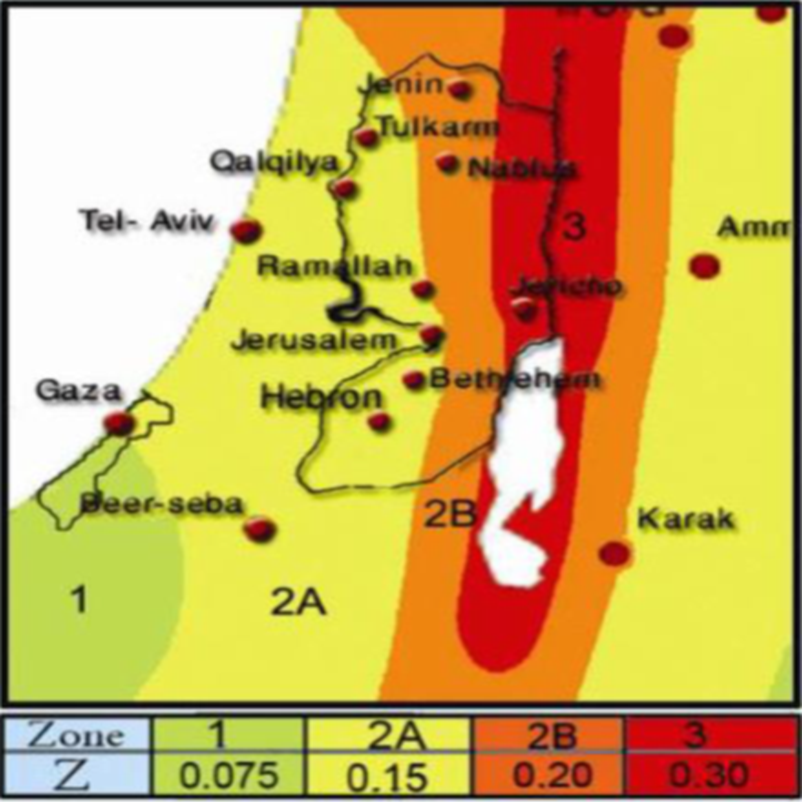 Jenin
Tulkarm
Qalqilya
Nablus
Tel- Aviv
3
Amm
Ramallah
Jericho
Jerusalem
Bethlehem
Gaza
Hebron
Beer-seba
2B
Karak
1
2A
Zone 1 2A 2B 3
Z 0.075 0.15 0.20 0.30